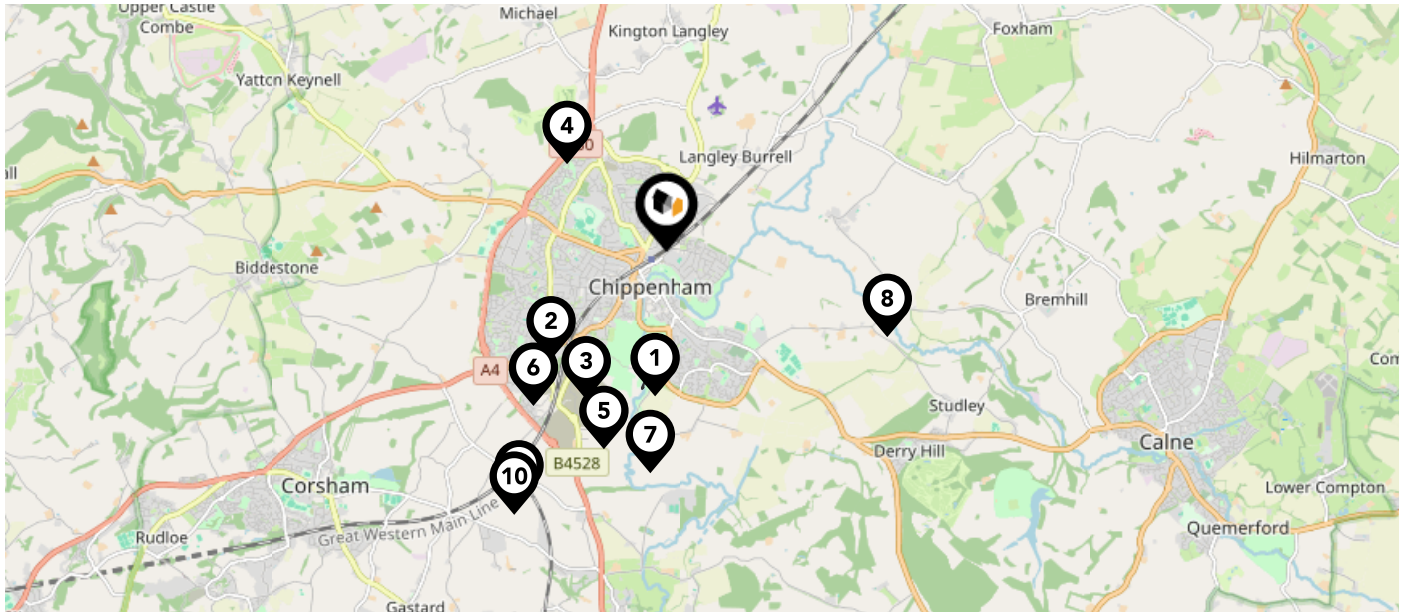 Upper Castle
Combe
Michael
Kington Langley
Foxham
Yatton Keynell
4
Langley Burrell
Hilmarton
all
Biddestone
Chippenham
8
Bremhill
2
3
1
6
A4
Com
5
Studley
7
Derry Hill
Calne
B4528
10
Corsham
Lower Compton
Great Western Main Line
Quemerford
Rudloe
Gastard